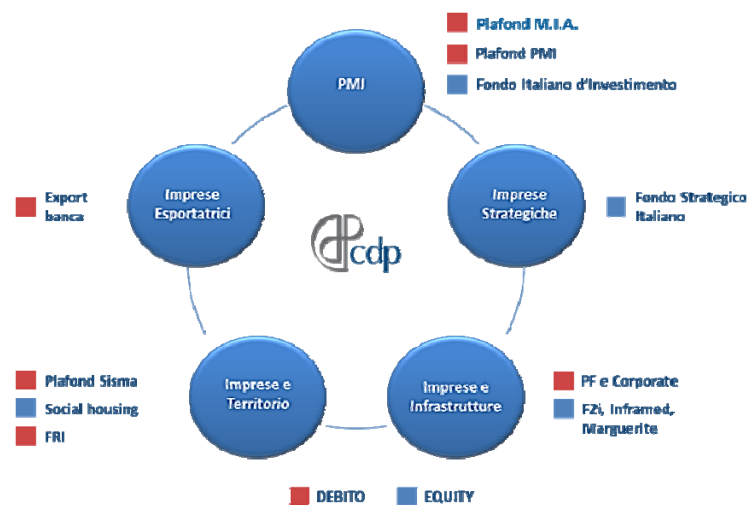 Plafond M.I.A.
Plafond PMI
Fondo Italiano d'Investimento
PMI
Imprese
Esportatrici
Export
banca
Imprese
Strategiche
Fondo Strategico
Italiano
cdp
Imprese e
Territorio
Plafond Sisma
Social housing
FRI
Imprese e
Infrastrutture
PF e Corporate
F2i, Inframed,
Marguerite
DEBITO
EQUITY